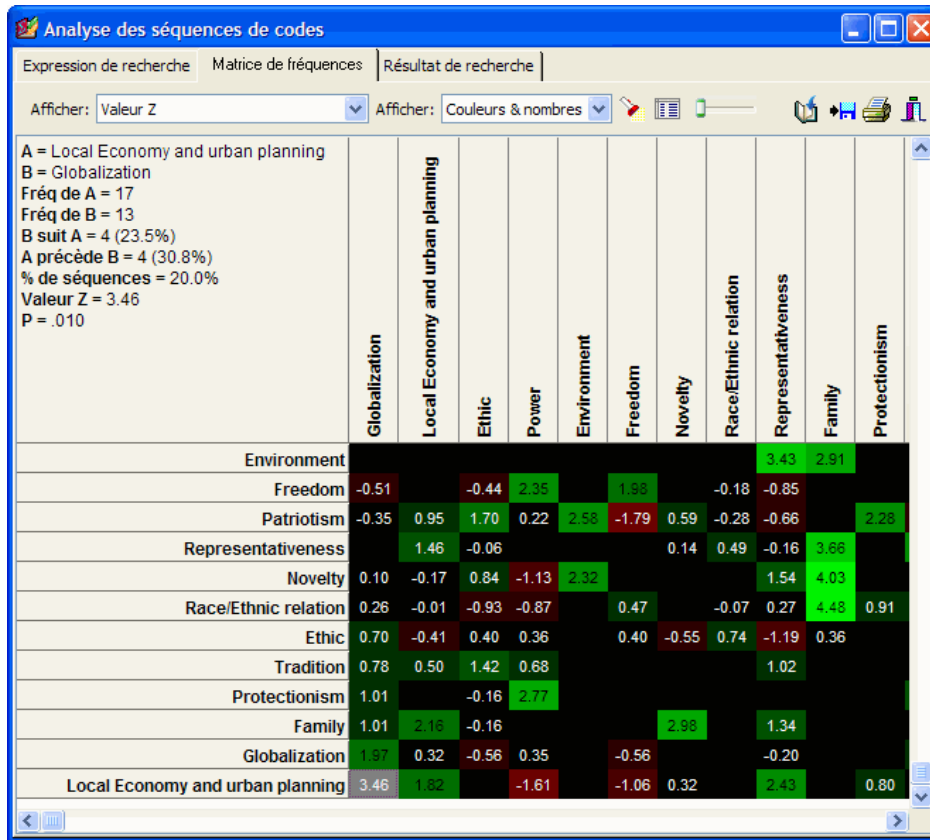 Analyse des séquences de codes
Expression de recherche Matrice de fréquences Résultat de recherche
Afficher: Valeur Z Afficher: Couleurs & nombres
A = Local Economy and urban planning
B = Globalization
Fréq de A = 17
Fréq de B = 13
B suit A = 4 (23.5%)
A précède B = 4 (30.8%)
% de séquences = 20.0%
Valeur Z = 3.46
P = .010
Globalization
Local Economy and urban planning
Ethic
Power
Environment
Freedom
Novelty
Race/Ethnic relation
Representativeness
Family
Protectionism
Environment 3.43 2.91
Freedom -0.51 -0.44 2.35 1.98 -0.18 -0.85
Patriotism -0.35 0.95 1.70 0.22 2.58 -1.79 0.59 -0.28 -0.66 2.28
Representativeness 1.46 -0.06 0.14 0.49 -0.16 3.66
Novelty 0.10 -0.17 0.84 -1.13 2.32 1.54 4.03
Race/Ethnic relation 0.26 -0.01 -0.93 -0.87 0.47 -0.07 0.27 4.48 0.91
Ethic 0.70 -0.41 0.40 0.36 0.40 -0.55 0.74 -1.19 0.36
Tradition 0.78 0.50 1.42 0.68 1.02
Protectionism 1.01 -0.16 2.77
Family 1.01 2.16 -0.16 2.98 1.34
Globalization 1.97 0.32 -0.56 0.35 -0.56 -0.20
Local Economy and urban planning 3.46 1.82 -1.61 -1.06 0.32 2.43 0.80